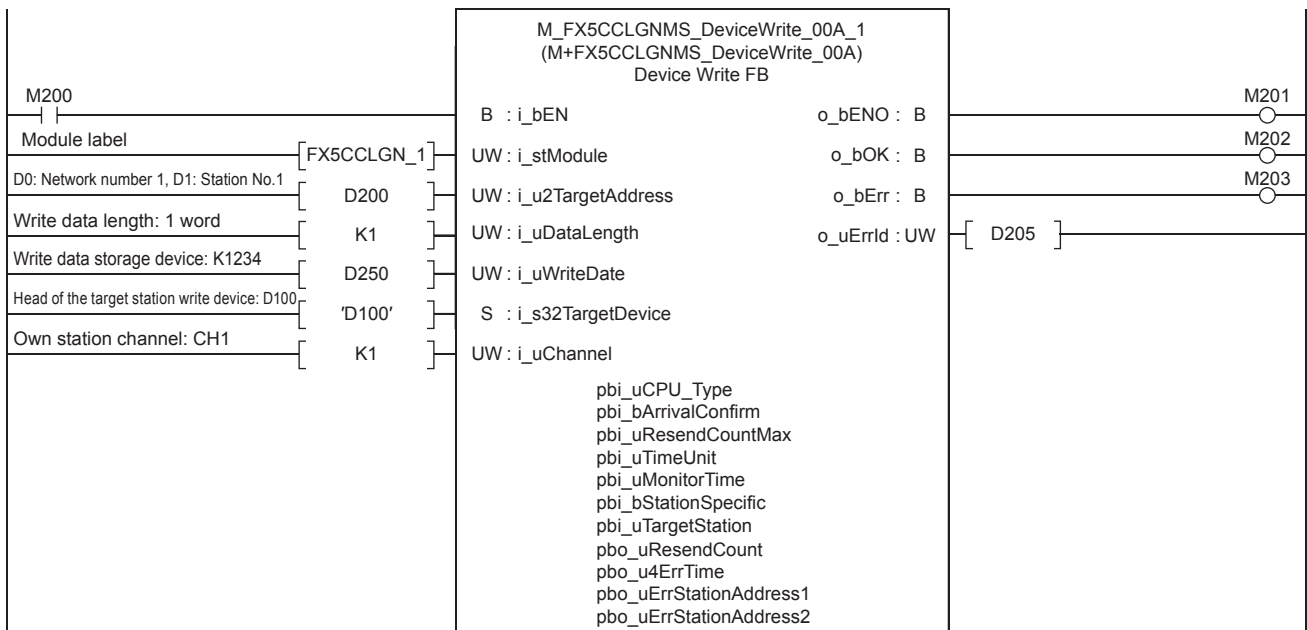 M_FX5CCLGNMS_DeviceWrite_00A_1
(M+FX5CCLGNMS_DeviceWrite_00A)
Device Write FB
M200
B : i_bEN
o_bENO : B
M201
Module label
FX5CCLGN_1
UW : i_stModule
o_bOK : B
M202
D0: Network number 1, D1: Station No.1
D200
UW : i_u2TargetAddress
o_bErr : B
M203
Write data length: 1 word
K1
UW : i_uDataLength
o_uErrId : UW
D205
Write data storage device: K1234
D250
UW : i_uWriteDate
Head of the target station write device: D100
'D100'
S : i_s32TargetDevice
Own station channel: CH1
K1
UW : i_uChannel
pbi_uCPU_Type
pbi_bArrivalConfirm
pbi_uResendCountMax
pbi_uTimeUnit
pbi_uMonitorTime
pbi_bStationSpecific
pbi_uTargetStation
pbo_uResendCount
pbo_u4ErrTime
pbo_uErrStationAddress1
pbo_uErrStationAddress2